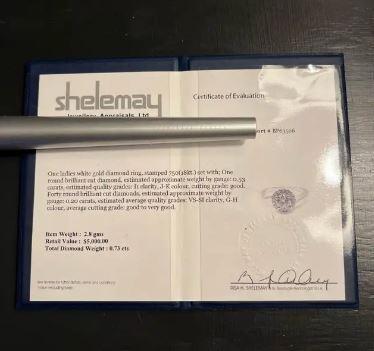 shelemay
Jewellery Appraisals, Ltd.
Certificate of Evaluation
One ladies white gold diamond ring, stamped 750(18kt.) set with; One
round brilliant cut diamond, estimated approximate weight by gauge: 0.53
carats, estimated quality grades: I1 clarity, J-K colour, cutting grade: good.
Forty round brilliant cut diamonds, estimated approximate weight by
gauge: 0.20 carats, estimated average quality grades: VS-SI clarity, G-H
colour, average cutting grade: good to very good.
Item Weight : 2.8 gms
Retail Value : $5,000.00
Total Diamond Weight : 0.73 cts
RISA H. SHELEMAY